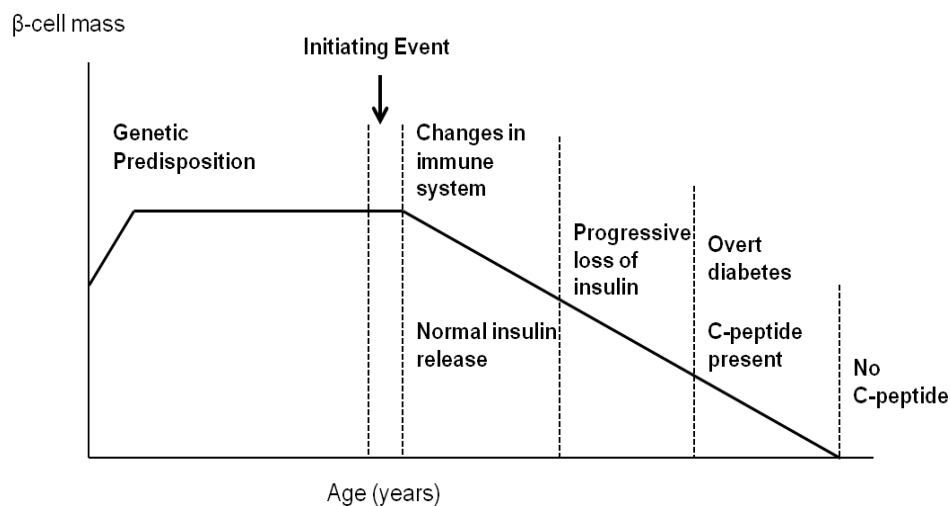 β-cell mass
Initiating Event
Genetic
Predisposition
Changes in
immune
system
Normal insulin
release
Progressive
loss of
insulin
Overt
diabetes
C-peptide
present
No
C-peptide
Age (years)